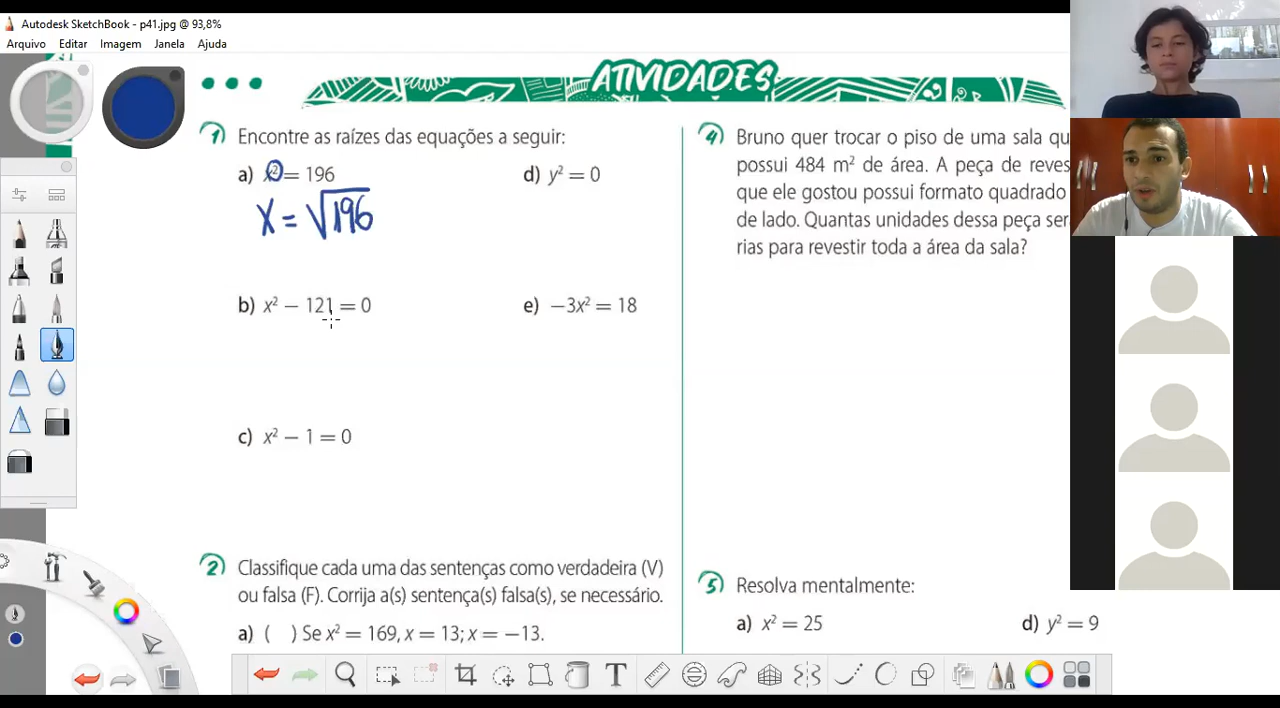 Autodesk SketchBook - p41.jpg @ 93,8%
Arquivo Editar Imagem Janela Ajuda
ATIVIDADES
1 Encontre as raízes das equações a seguir:
a) x² = 196
x = √196
b) x² − 121 = 0
c) x² − 1 = 0
d) y² = 0
e) −3x² = 18
2 Classifique cada uma das sentenças como verdadeira (V)
ou falsa (F). Corrija a(s) sentença(s) falsa(s), se necessário.
a) ( ) Se x² = 169, x = 13; x = −13.
4 Bruno quer trocar o piso de uma sala qu
possui 484 m² de área. A peça de reves
que ele gostou possui formato quadrado
de lado. Quantas unidades dessa peça ser
rias para revestir toda a área da sala?
5 Resolva mentalmente:
a) x² = 25
d) y² = 9
T